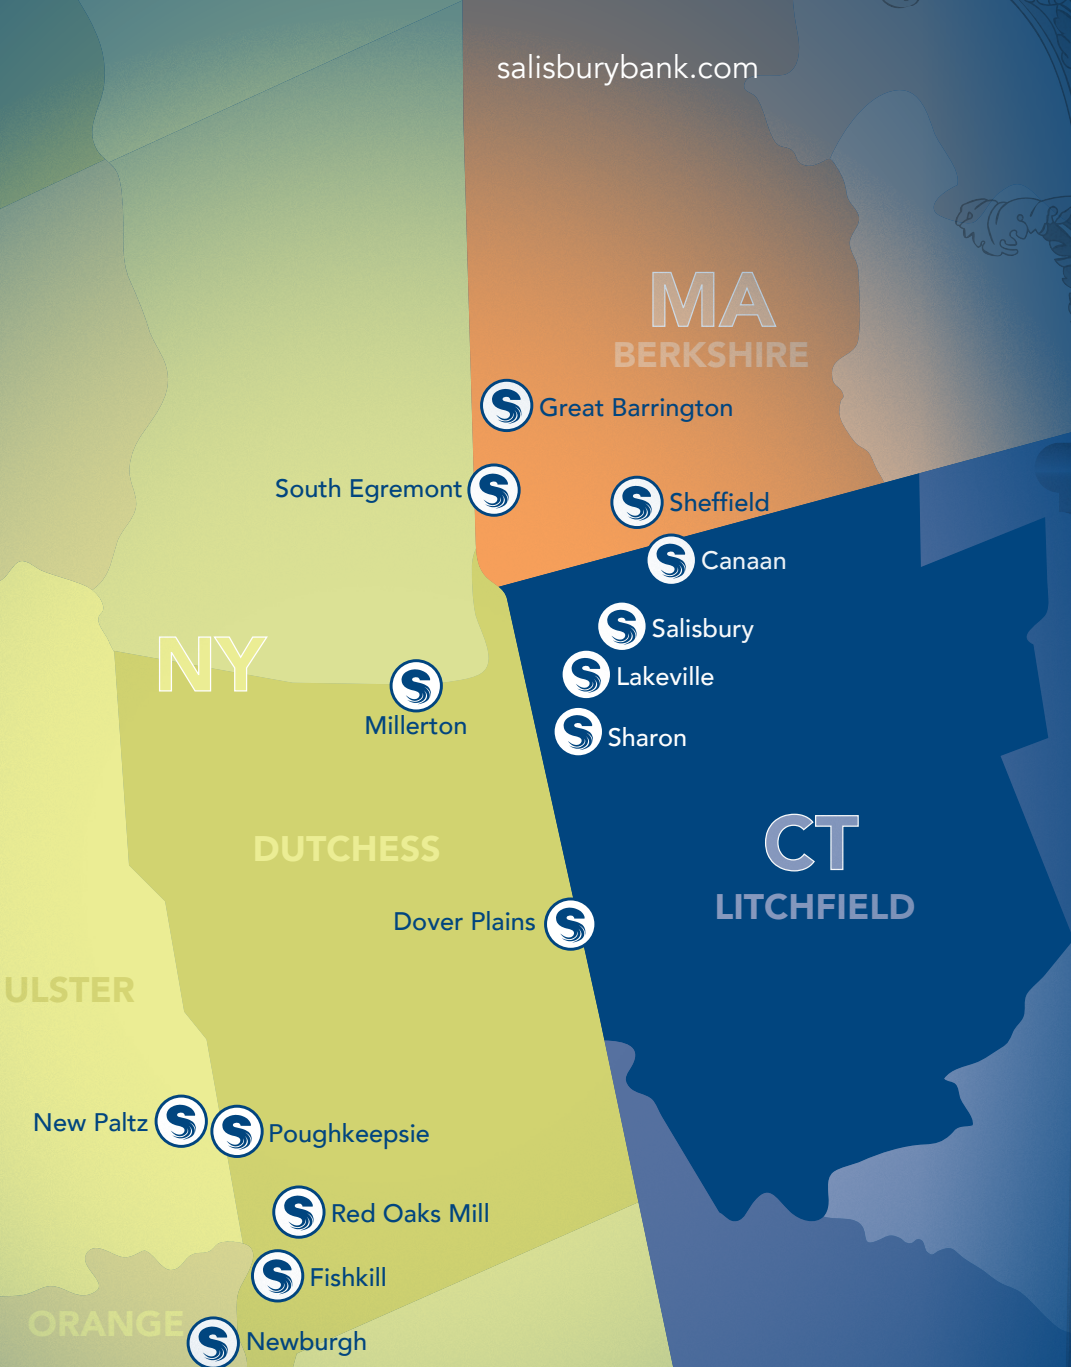 salisburybank.com
MA
BERKSHIRE
Great Barrington
South Egremont
Sheffield
Canaan
Salisbury
NY
Lakeville
Millerton
Sharon
DUTCHESS
CT
LITCHFIELD
Dover Plains
ULSTER
New Paltz
Poughkeepsie
Red Oaks Mill
Fishkill
ORANGE
Newburgh